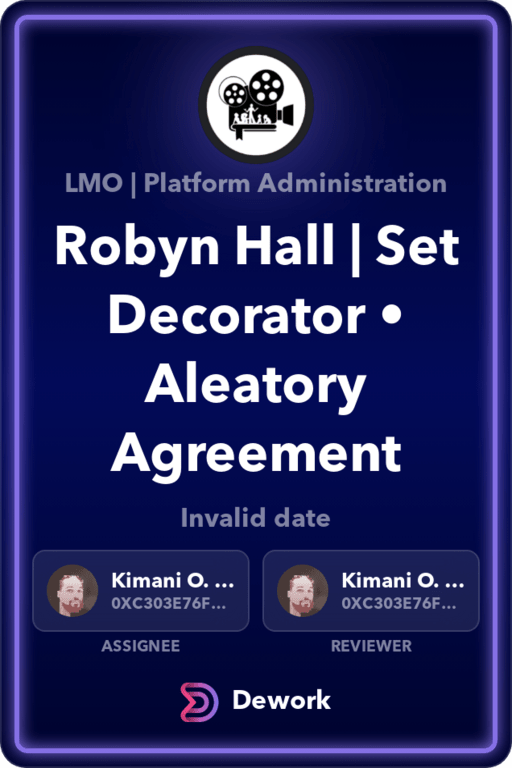 LMO | Platform Administration
Robyn Hall | Set
Decorator •
Aleatory
Agreement
Invalid date
Kimani O. ...
0XC303E76F...
ASSIGNEE
Kimani O. ...
0XC303E76F...
REVIEWER
Dework